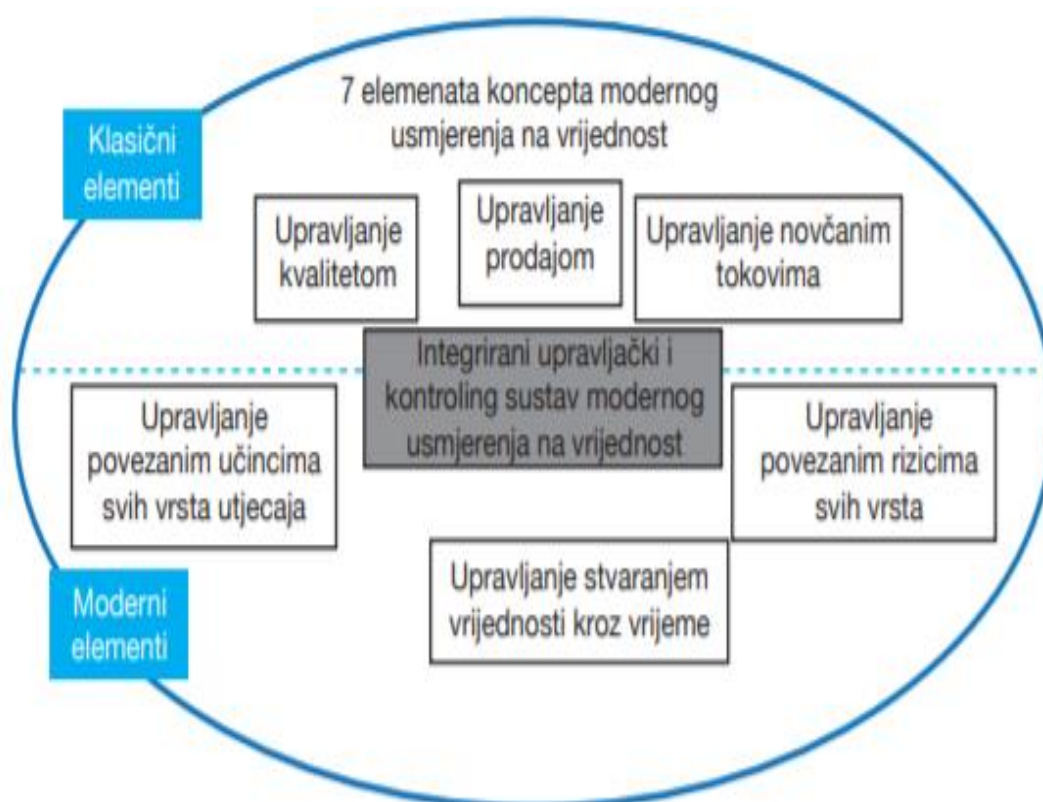 7 elemenata koncepta modernog
usmjerenja na vrijednost
Klasični
elementi
Upravljanje
kvalitetom
Upravljanje
prodajom
Upravljanje novčanim
tokovima
Integrirani upravljački i
kontroling sustav modernog
usmjerenja na vrijednost
Upravljanje
povezanim učincima
svih vrsta utjecaja
Upravljanje
povezanim rizicima
svih vrsta
Upravljanje stvaranjem
vrijednosti kroz vrijeme
Moderni
elementi